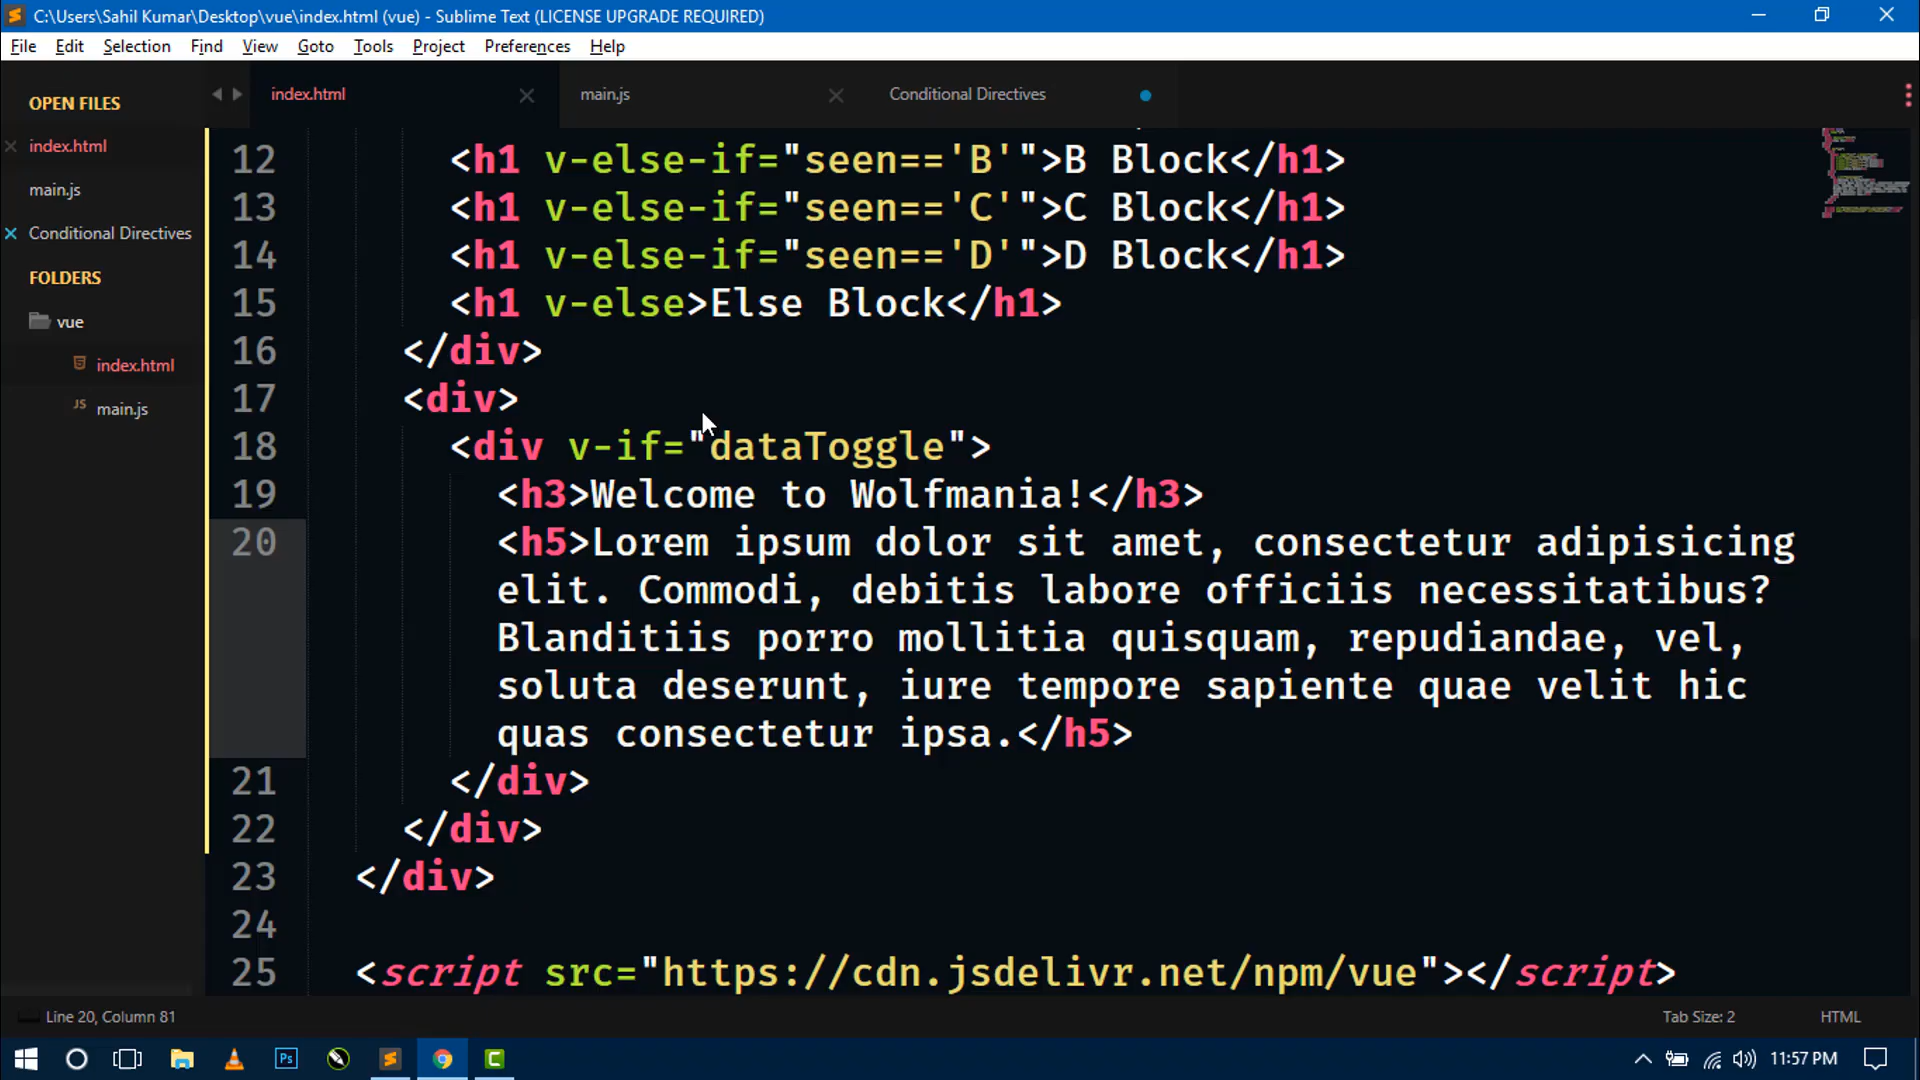 C:\Users\Sahil Kumar\Desktop\vue\index.html (vue) - Sublime Text (LICENSE UPGRADE REQUIRED)
File Edit Selection Find View Goto Tools Project Preferences Help
OPEN FILES
index.html
main.js
Conditional Directives
FOLDERS
vue
index.html
JS main.js
index.html main.js Conditional Directives
12 <h1 v-else-if="seen=='B'">B Block</h1>
13 <h1 v-else-if="seen=='C'">C Block</h1>
14 <h1 v-else-if="seen=='D'">D Block</h1>
15 <h1 v-else>Else Block</h1>
16 </div>
17 <div>
18 <div v-if="dataToggle">
19 <h3>Welcome to Wolfmania!</h3>
20 <h5>Lorem ipsum dolor sit amet, consectetur adipisicing
elit. Commodi, debitis labore officiis necessitatibus?
Blanditiis porro mollitia quisquam, repudiandae, vel,
soluta deserunt, iure tempore sapiente quae velit hic
quas consectetur ipsa.</h5>
21 </div>
22 </div>
23 </div>
24
25 <script src="https://cdn.jsdelivr.net/npm/vue"></script>
Line 20, Column 81 Tab Size: 2 HTML
Ps C 11:57 PM